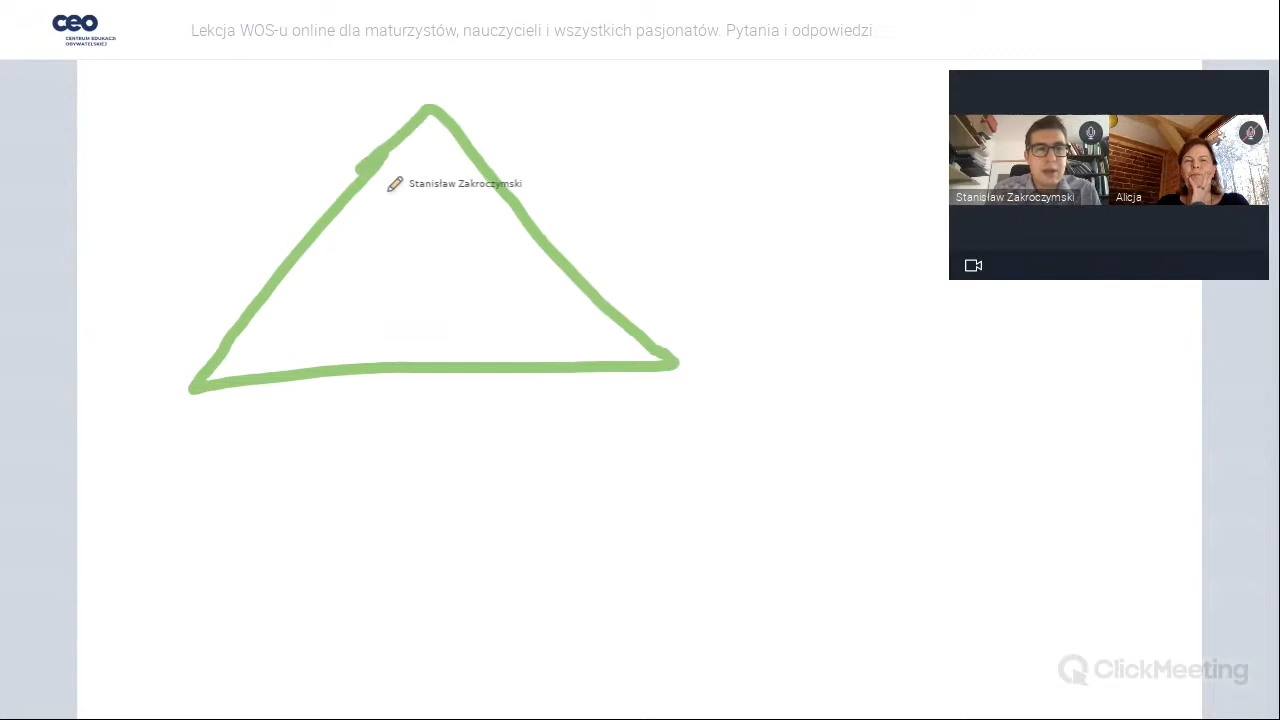 ceo
CENTRUM EDUKACJI
OBYWATELSKIEJ
Lekcja WOS-u online dla maturzystów, nauczycieli i wszystkich pasjonatów. Pytania i odpowiedzi
Stanisław Zakroczymski
Stanisław Zakroczymski
Alicja
ClickMeeting